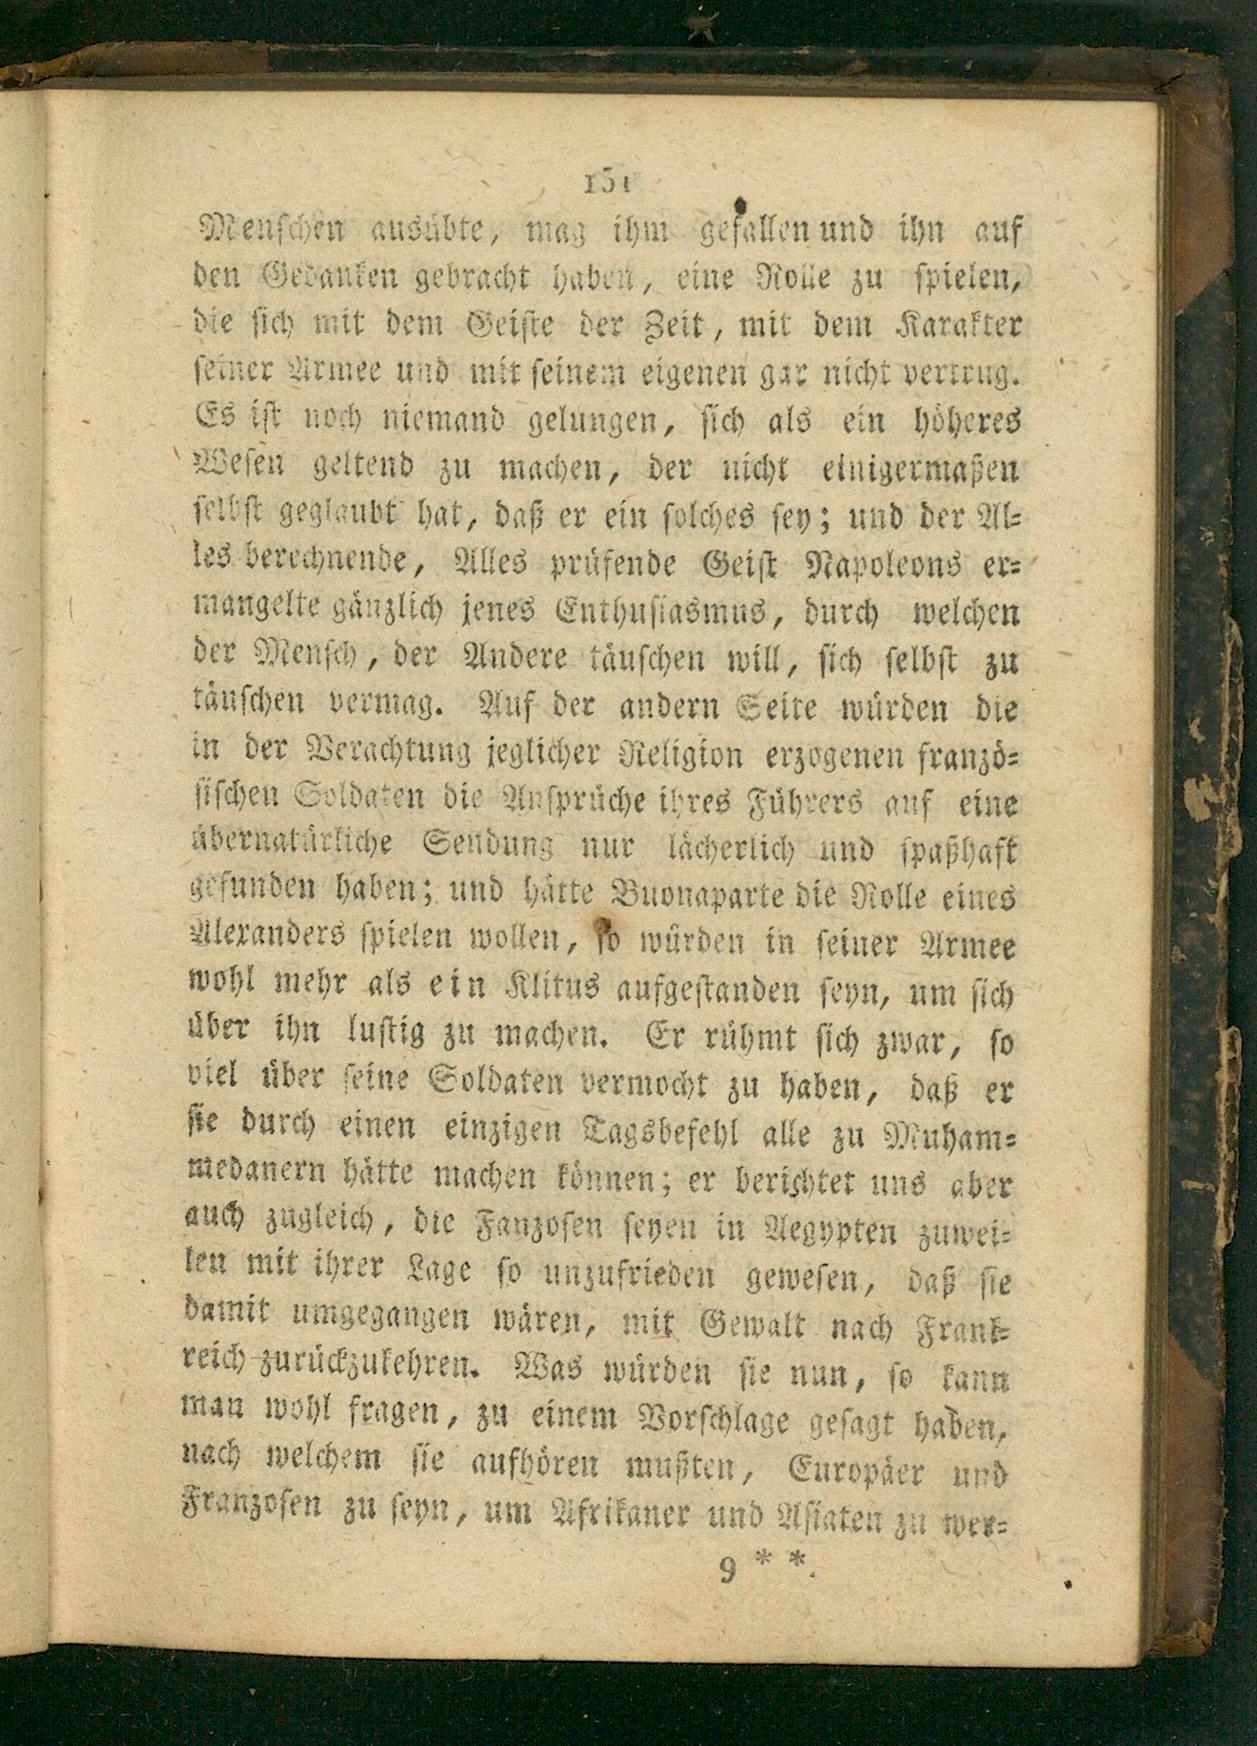 151
Menschen ausübte, mag ihm gefallen und ihn auf
den Gedanken gebracht haben, eine Rolle zu spielen,
die sich mit dem Geiste der Zeit, mit dem Karakter
seiner Armee und mit seinem eigenen gar nicht vertrug.
Es ist noch niemand gelungen, sich als ein höheres
Wesen geltend zu machen, der nicht einigermaßen
selbst geglaubt hat, daß er ein solches sey; und der Al=
les berechnende, Alles prüfende Geist Napoleons er=
mangelte gänzlich jenes Enthusiasmus, durch welchen
der Mensch, der Andere täuschen will, sich selbst zu
täuschen vermag. Auf der andern Seite würden die
in der Verachtung jeglicher Religion erzogenen franzö=
sischen Soldaten die Ansprüche ihres Führers auf eine
übernatürliche Sendung nur lächerlich und spaßhaft
gefunden haben; und hätte Buonaparte die Rolle eines
Alexanders spielen wollen, so würden in seiner Armee
wohl mehr als ein Klitus aufgestanden seyn, um sich
über ihn lustig zu machen. Er rühmt sich zwar, so
viel über seine Soldaten vermocht zu haben, daß er
sie durch einen einzigen Tagsbefehl alle zu Muham=
medanern hätte machen können; er berichtet uns aber
auch zugleich, die Fanzosen seyen in Aegypten zuwei=
len mit ihrer Lage so unzufrieden gewesen, daß sie
damit umgegangen wären, mit Gewalt nach Frank=
reich zurückzukehren. Was würden sie nun, so kann
man wohl fragen, zu einem Vorschlage gesagt haben,
nach welchem sie aufhören mußten, Europäer und
Franzosen zu seyn, um Afrikaner und Asiaten zu wer=
9 * *